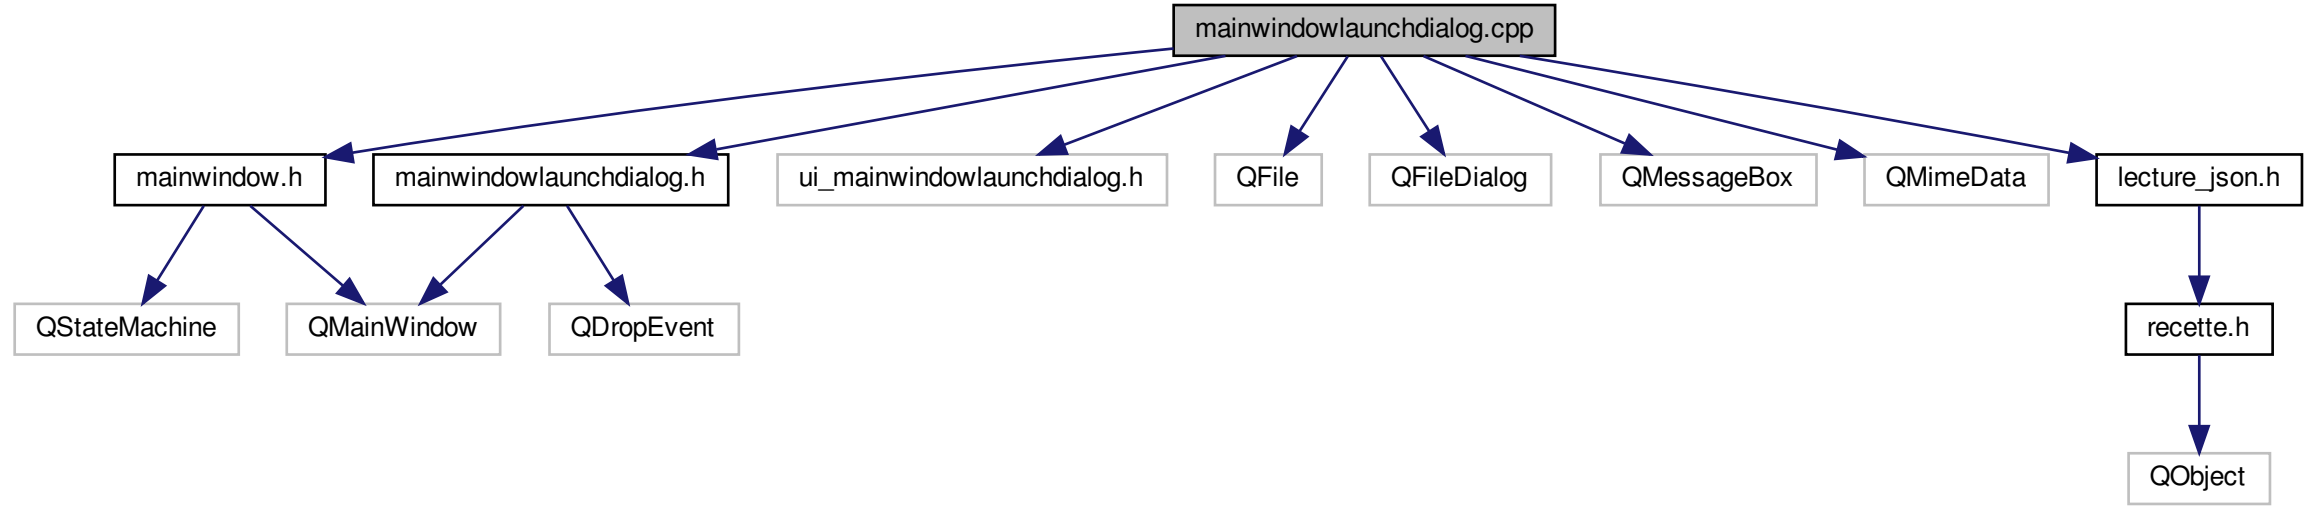 mainwindowlaunchdialog.cpp
mainwindow.h
mainwindowlaunchdialog.h
ui_mainwindowlaunchdialog.h
QFile
QFileDialog
QMessageBox
QMimeData
lecture_json.h
QStateMachine
QMainWindow
QDropEvent
recette.h
QObject